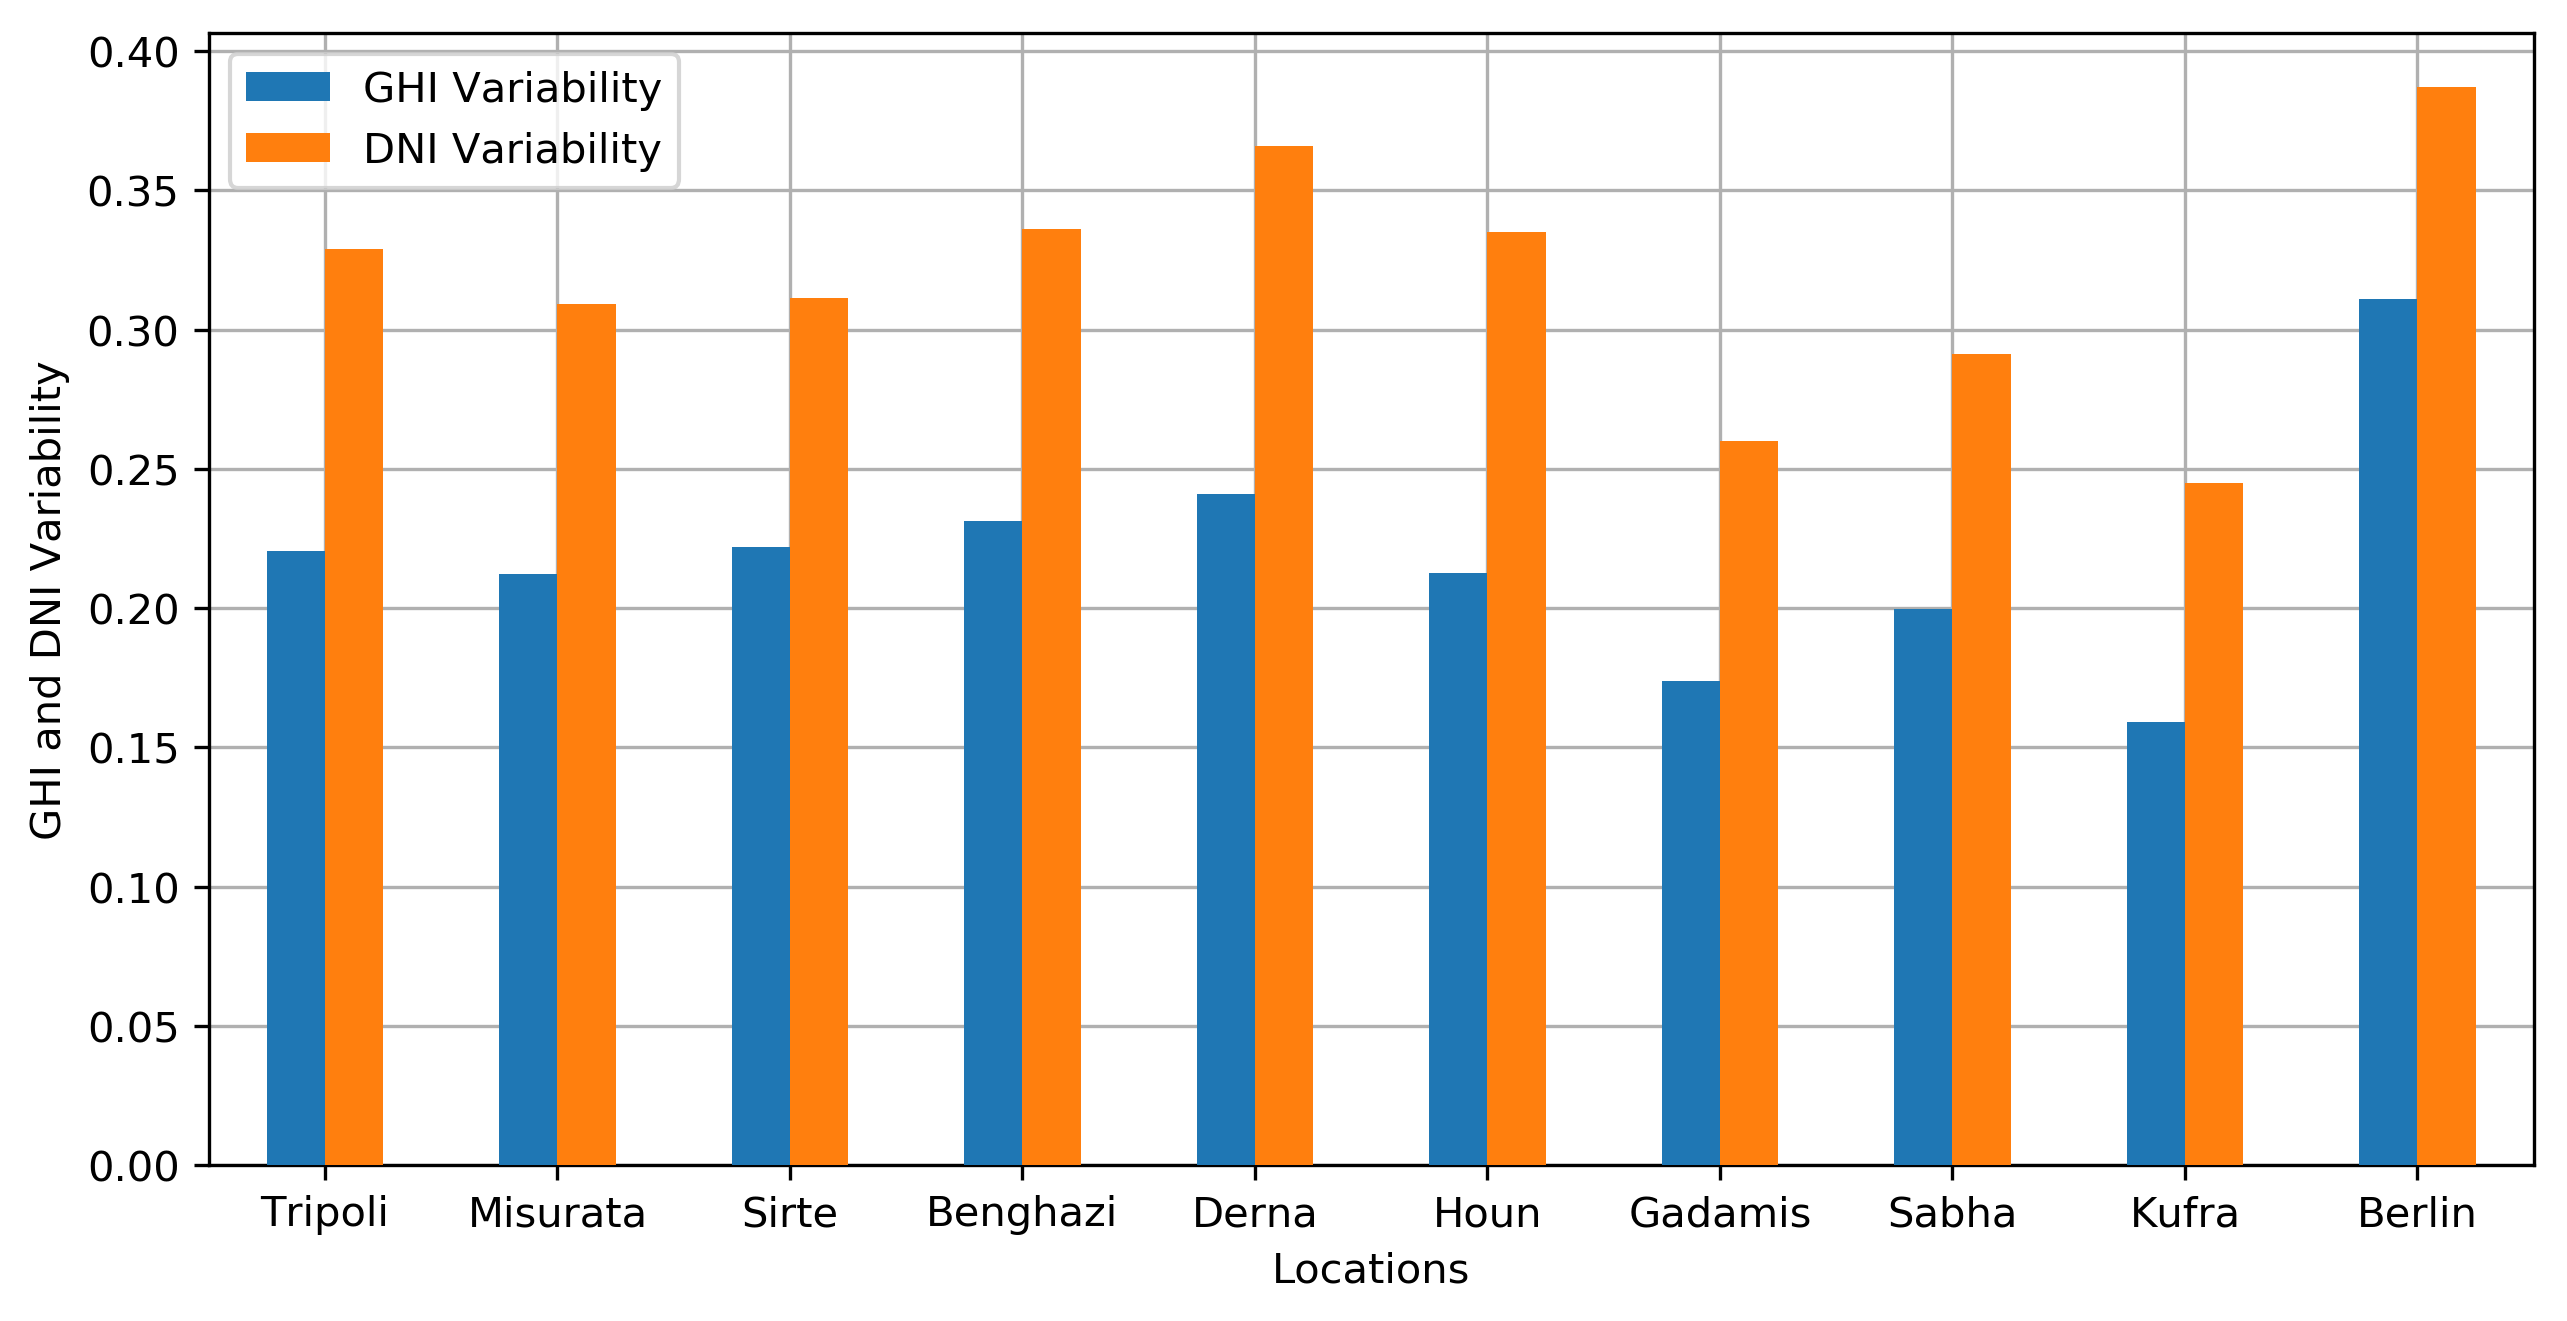 GHI Variability
DNI Variability
GHI and DNI Variability
0.40
0.35
0.30
0.25
0.20
0.15
0.10
0.05
0.00
Tripoli Misurata Sirte Benghazi Derna Houn Gadamis Sabha Kufra Berlin
Locations